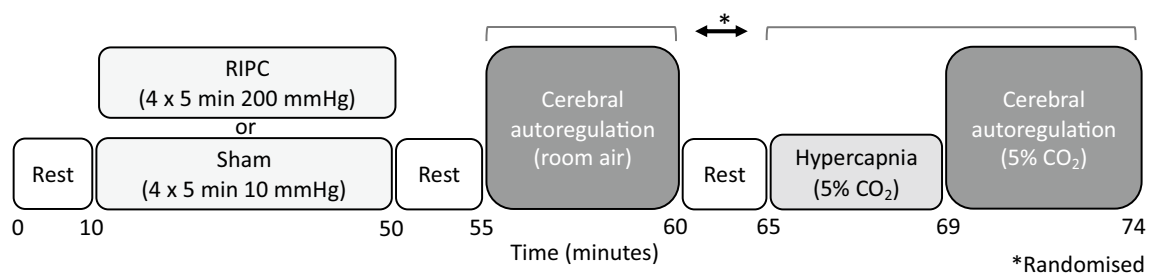 *
RIPC
(4 x 5 min 200 mmHg)
or
Sham
(4 x 5 min 10 mmHg)
Rest
Rest
Cerebral
autoregulation
(room air)
Rest
Hypercapnia
(5% CO₂)
Cerebral
autoregulation
(5% CO₂)
0 10 50 55 60 65 69 74
Time (minutes)
*Randomised